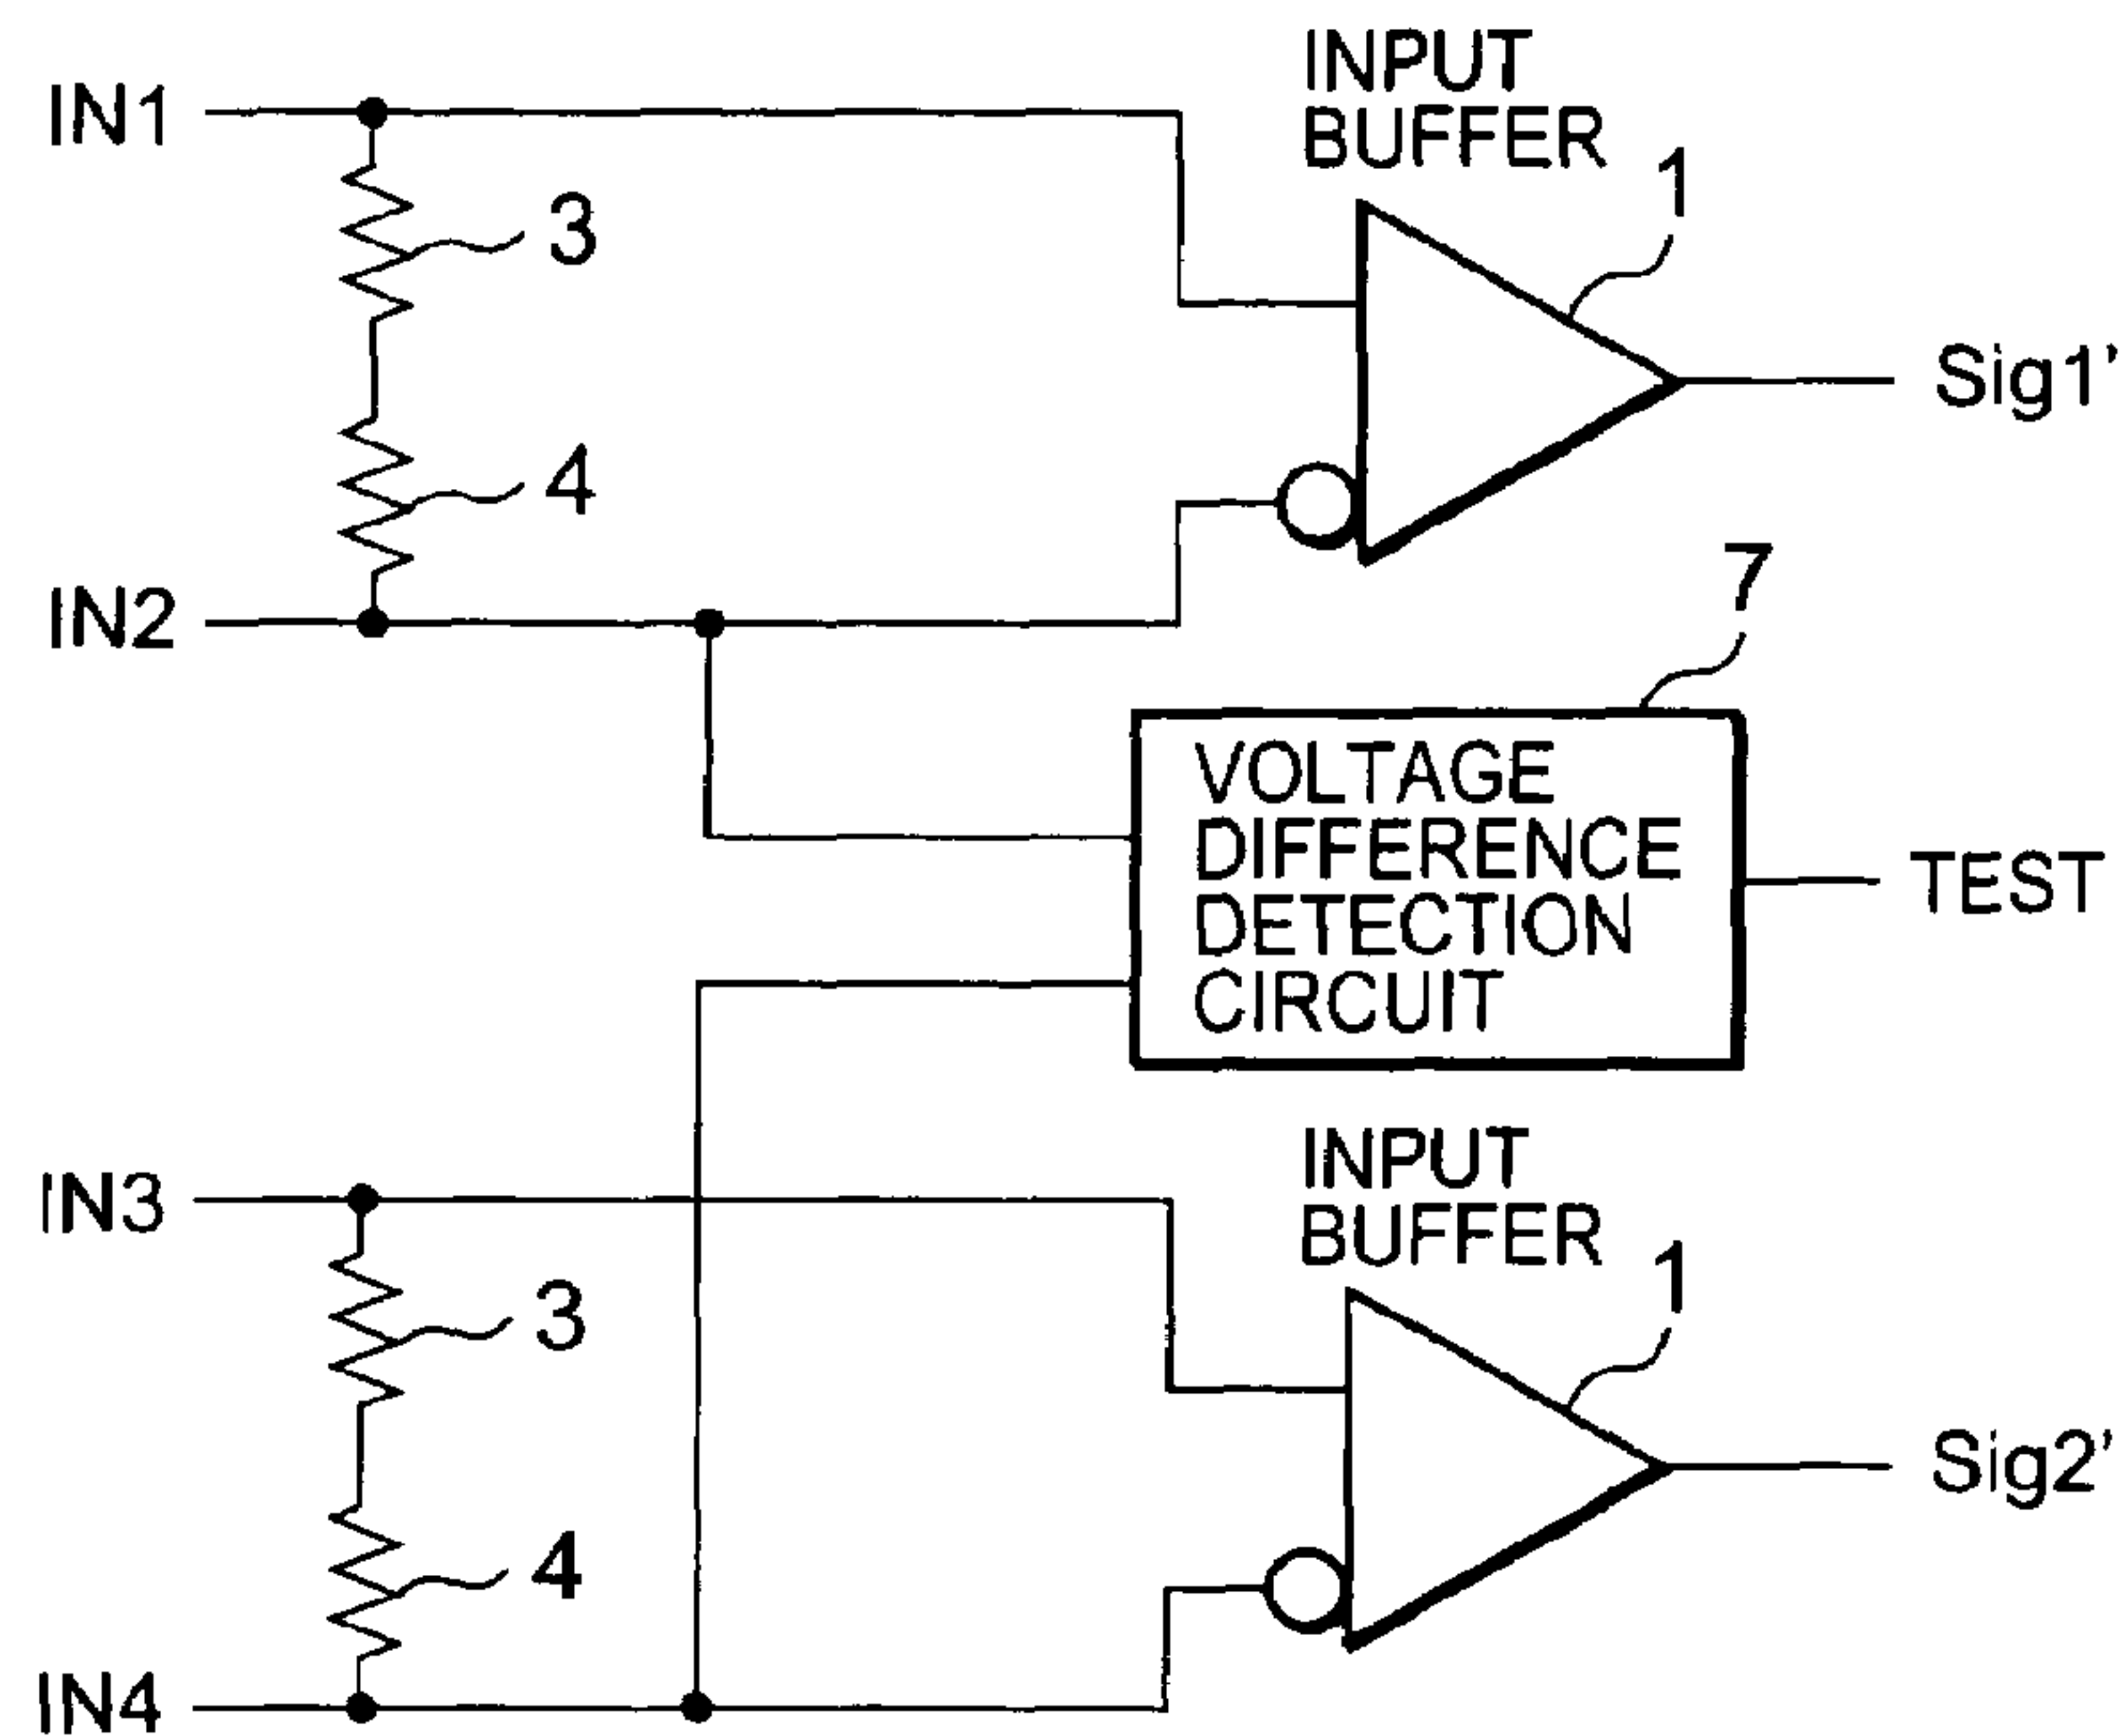 INPUT
BUFFER
IN1
1
3
Sig1’
4
IN2
7
VOLTAGE
DIFFERENCE
DETECTION
CIRCUIT
TEST
INPUT
BUFFER
IN3
1
3
Sig2’
4
IN4